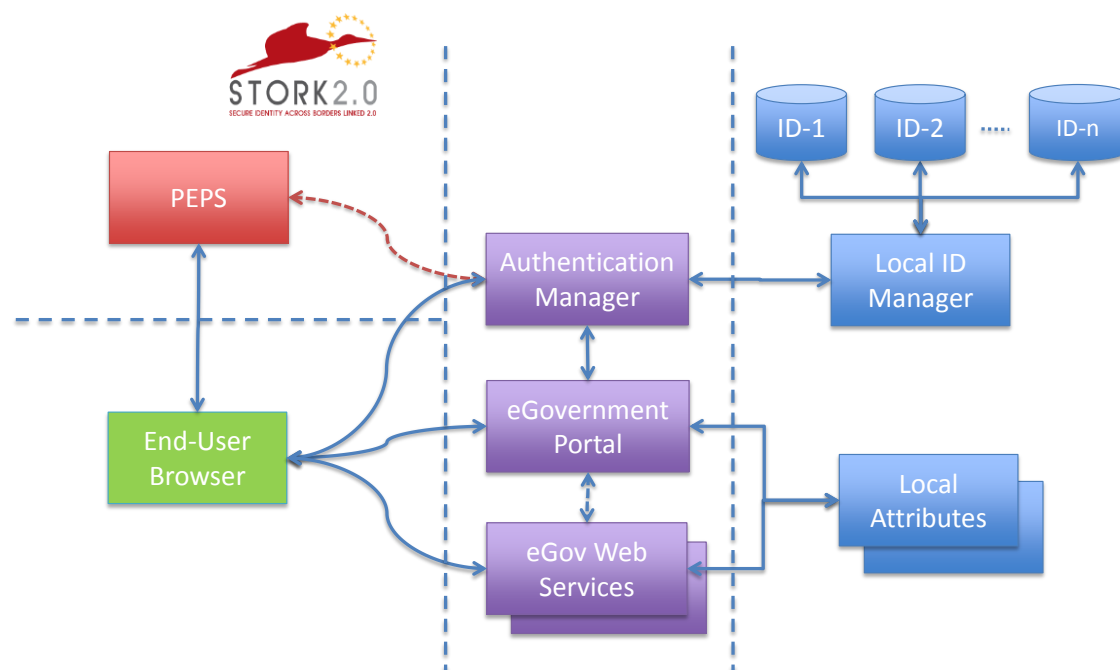 STORK2.0
SECURE IDENTITY ACROSS BORDERS LINKED 2.0
ID-1
ID-2
ID-n
PEPS
Authentication
Manager
Local ID
Manager
End-User
Browser
eGovernment
Portal
Local
Attributes
eGov Web
Services